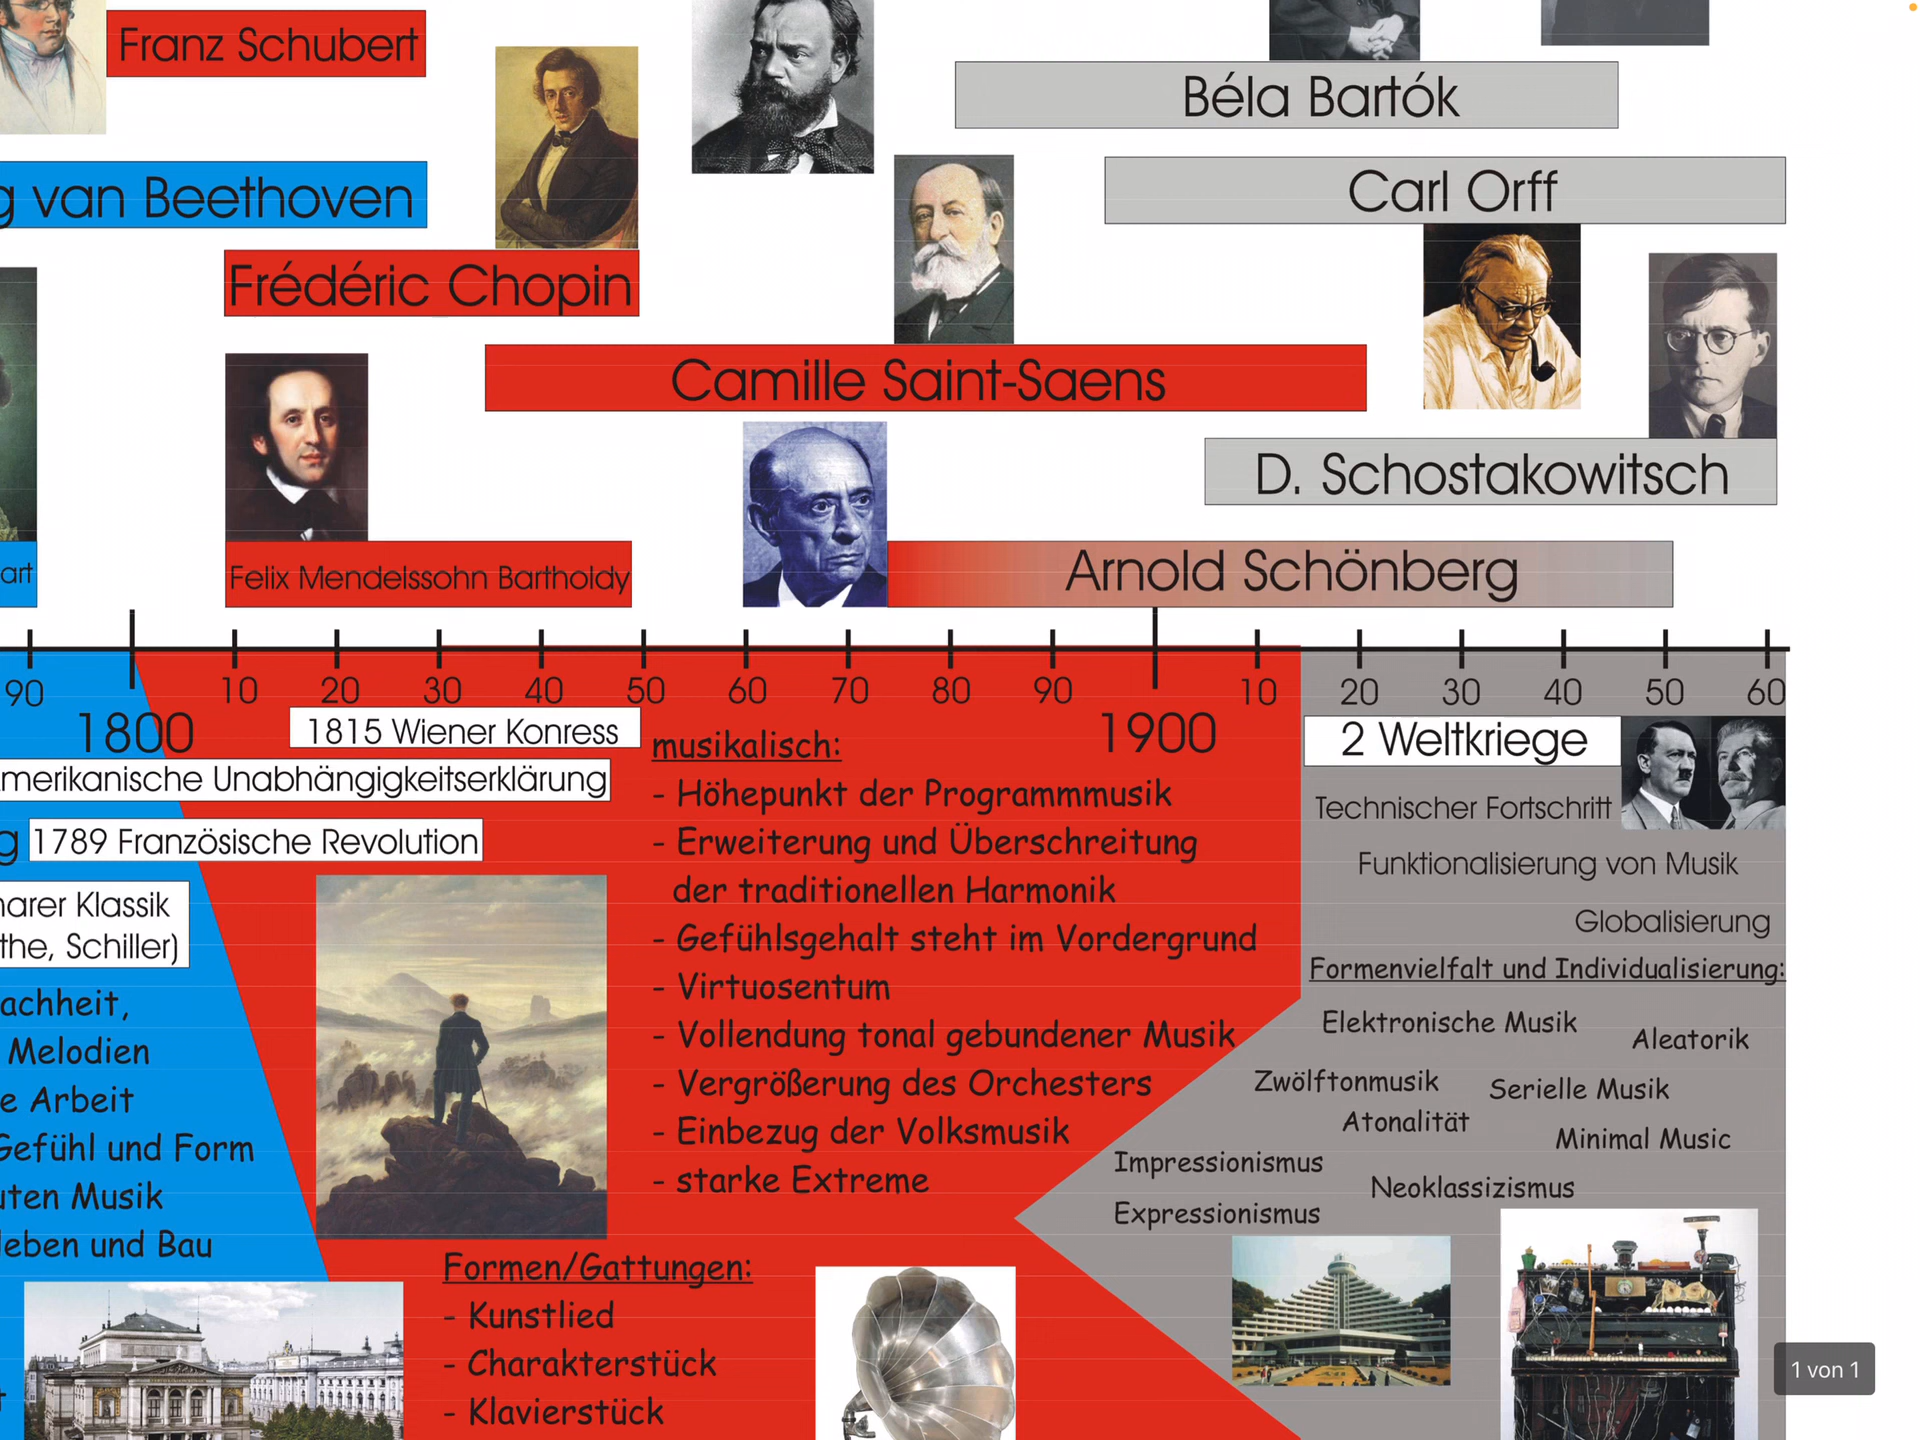 Franz Schubert
Béla Bartók
g van Beethoven
Carl Orff
Frédéric Chopin
Camille Saint-Saens
D. Schostakowitsch
art
Felix Mendelssohn Bartholdy
Arnold Schönberg
90 10 20 30 40 50 60 70 80 90 10 20 30 40 50 60
1800 1900
1815 Wiener Konress
merikanische Unabhängigkeitserklärung
g 1789 Französische Revolution
narer Klassik
the, Schiller)
achheit,
Melodien
e Arbeit
Gefühl und Form
uten Musik
leben und Bau
t
musikalisch:
- Höhepunkt der Programmmusik
- Erweiterung und Überschreitung
der traditionellen Harmonik
- Gefühlsgehalt steht im Vordergrund
- Virtuosentum
- Vollendung tonal gebundener Musik
- Vergrößerung des Orchesters
- Einbezug der Volksmusik
- starke Extreme
Formen/Gattungen:
- Kunstlied
- Charakterstück
- Klavierstück
2 Weltkriege
Technischer Fortschritt
Funktionalisierung von Musik
Globalisierung
Formenvielfalt und Individualisierung:
Elektronische Musik
Aleatorik
Zwölftonmusik
Serielle Musik
Atonalität
Minimal Music
Impressionismus
Neoklassizismus
Expressionismus
1 von 1